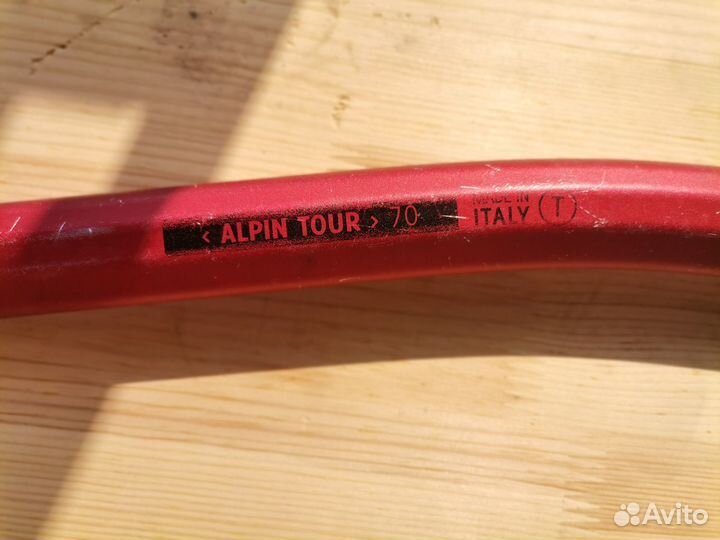 < ALPIN TOUR > 70
MADE IN
ITALY T
Avito